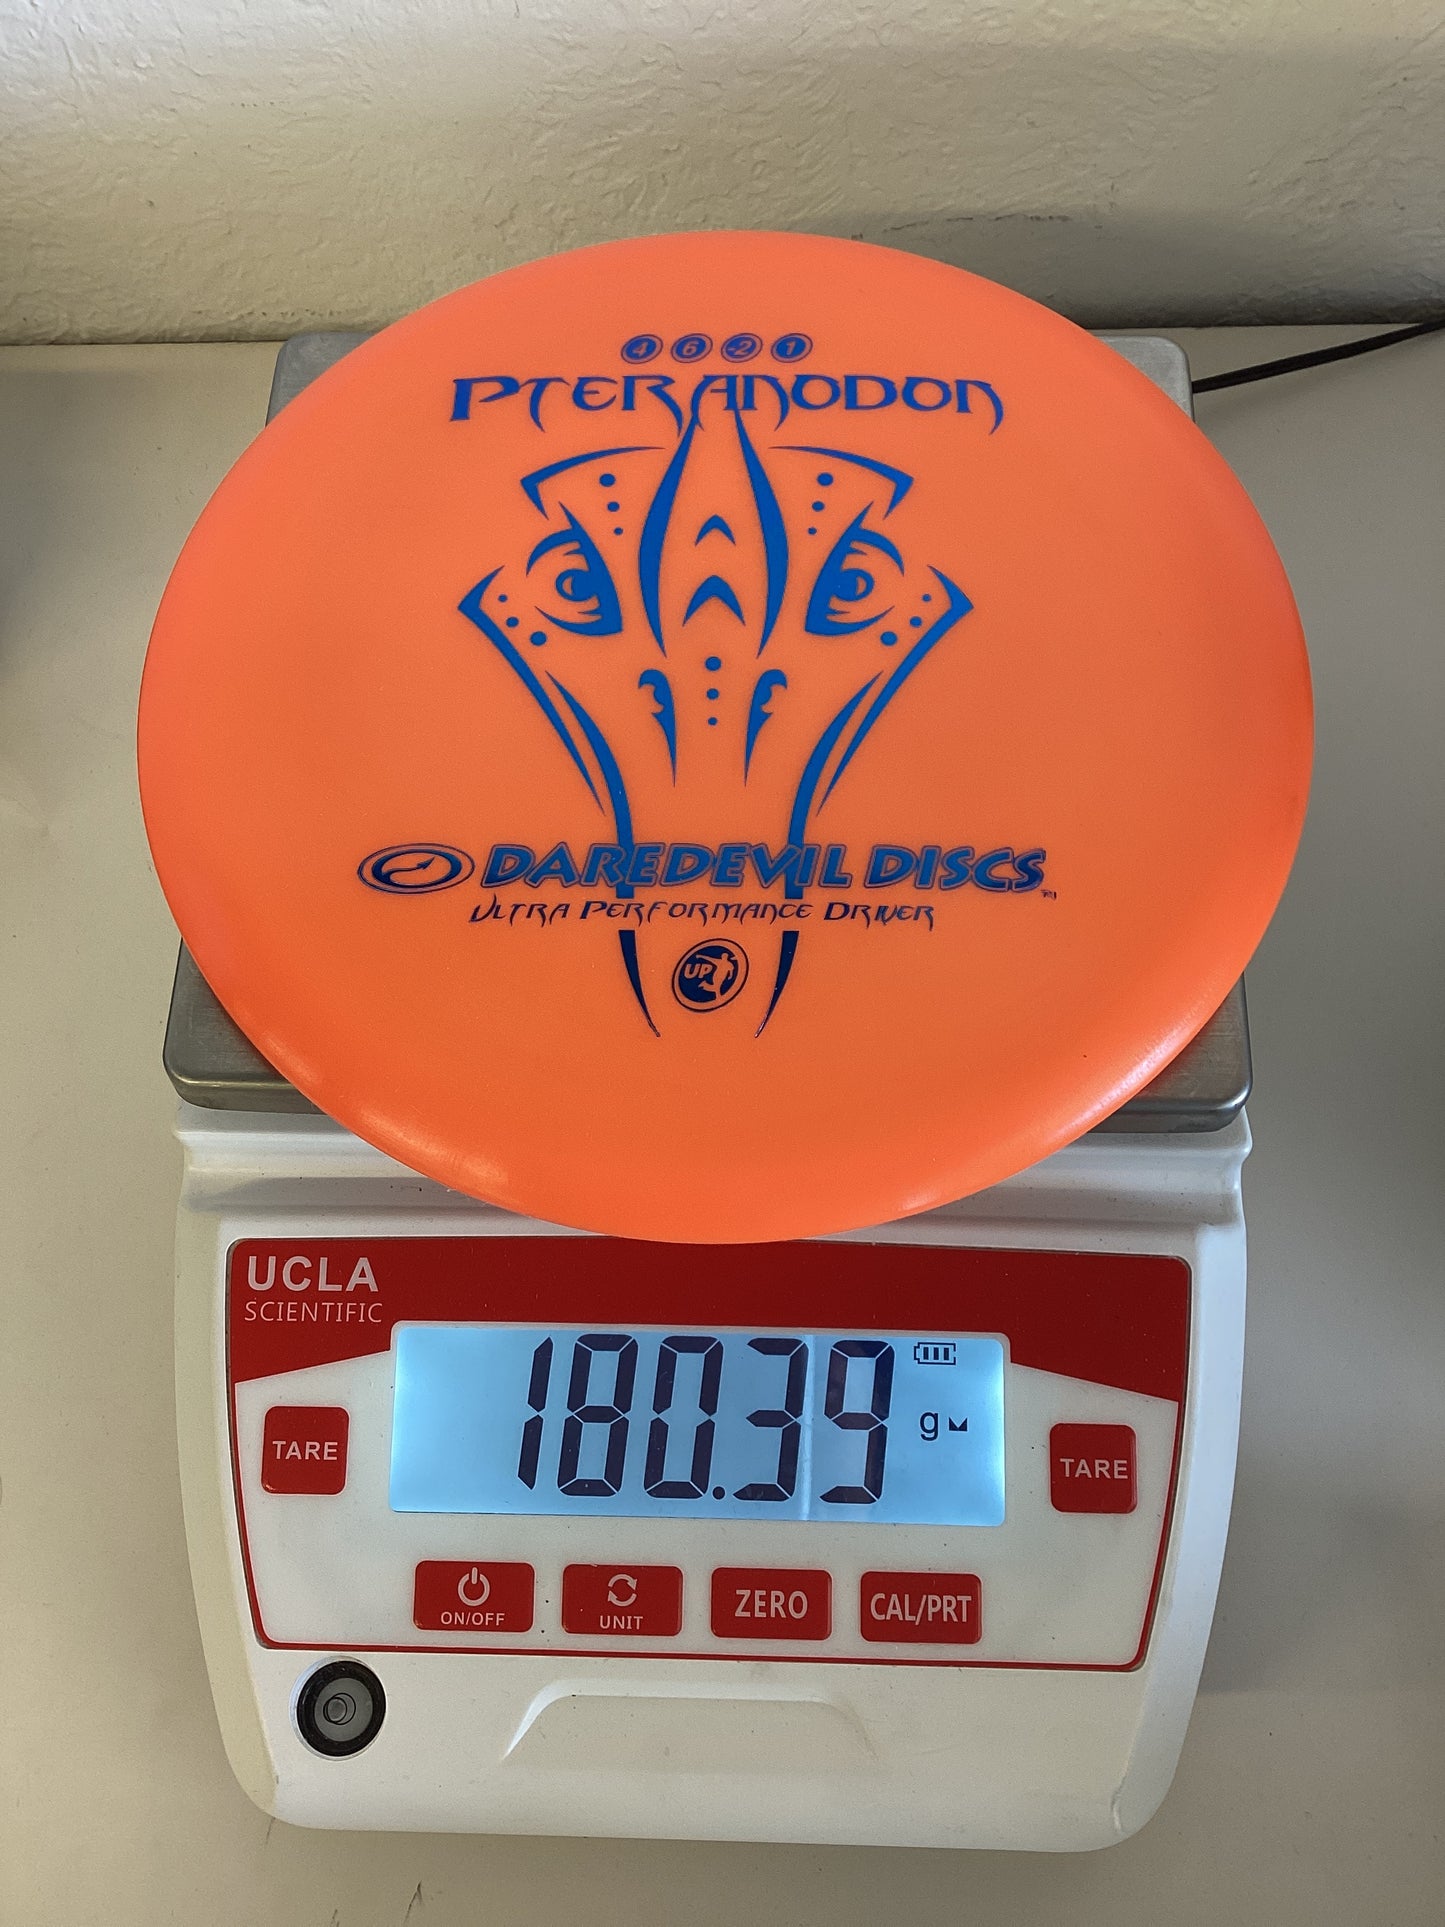 4 6 -2 1
PTERANODON
DAREDEVIL DISCS™
ULTRA PERFORMANCE DRIVER
UP
UCLA
SCIENTIFIC
180.39 g
TARE
TARE
ON/OFF
UNIT
ZERO
CAL/PRT